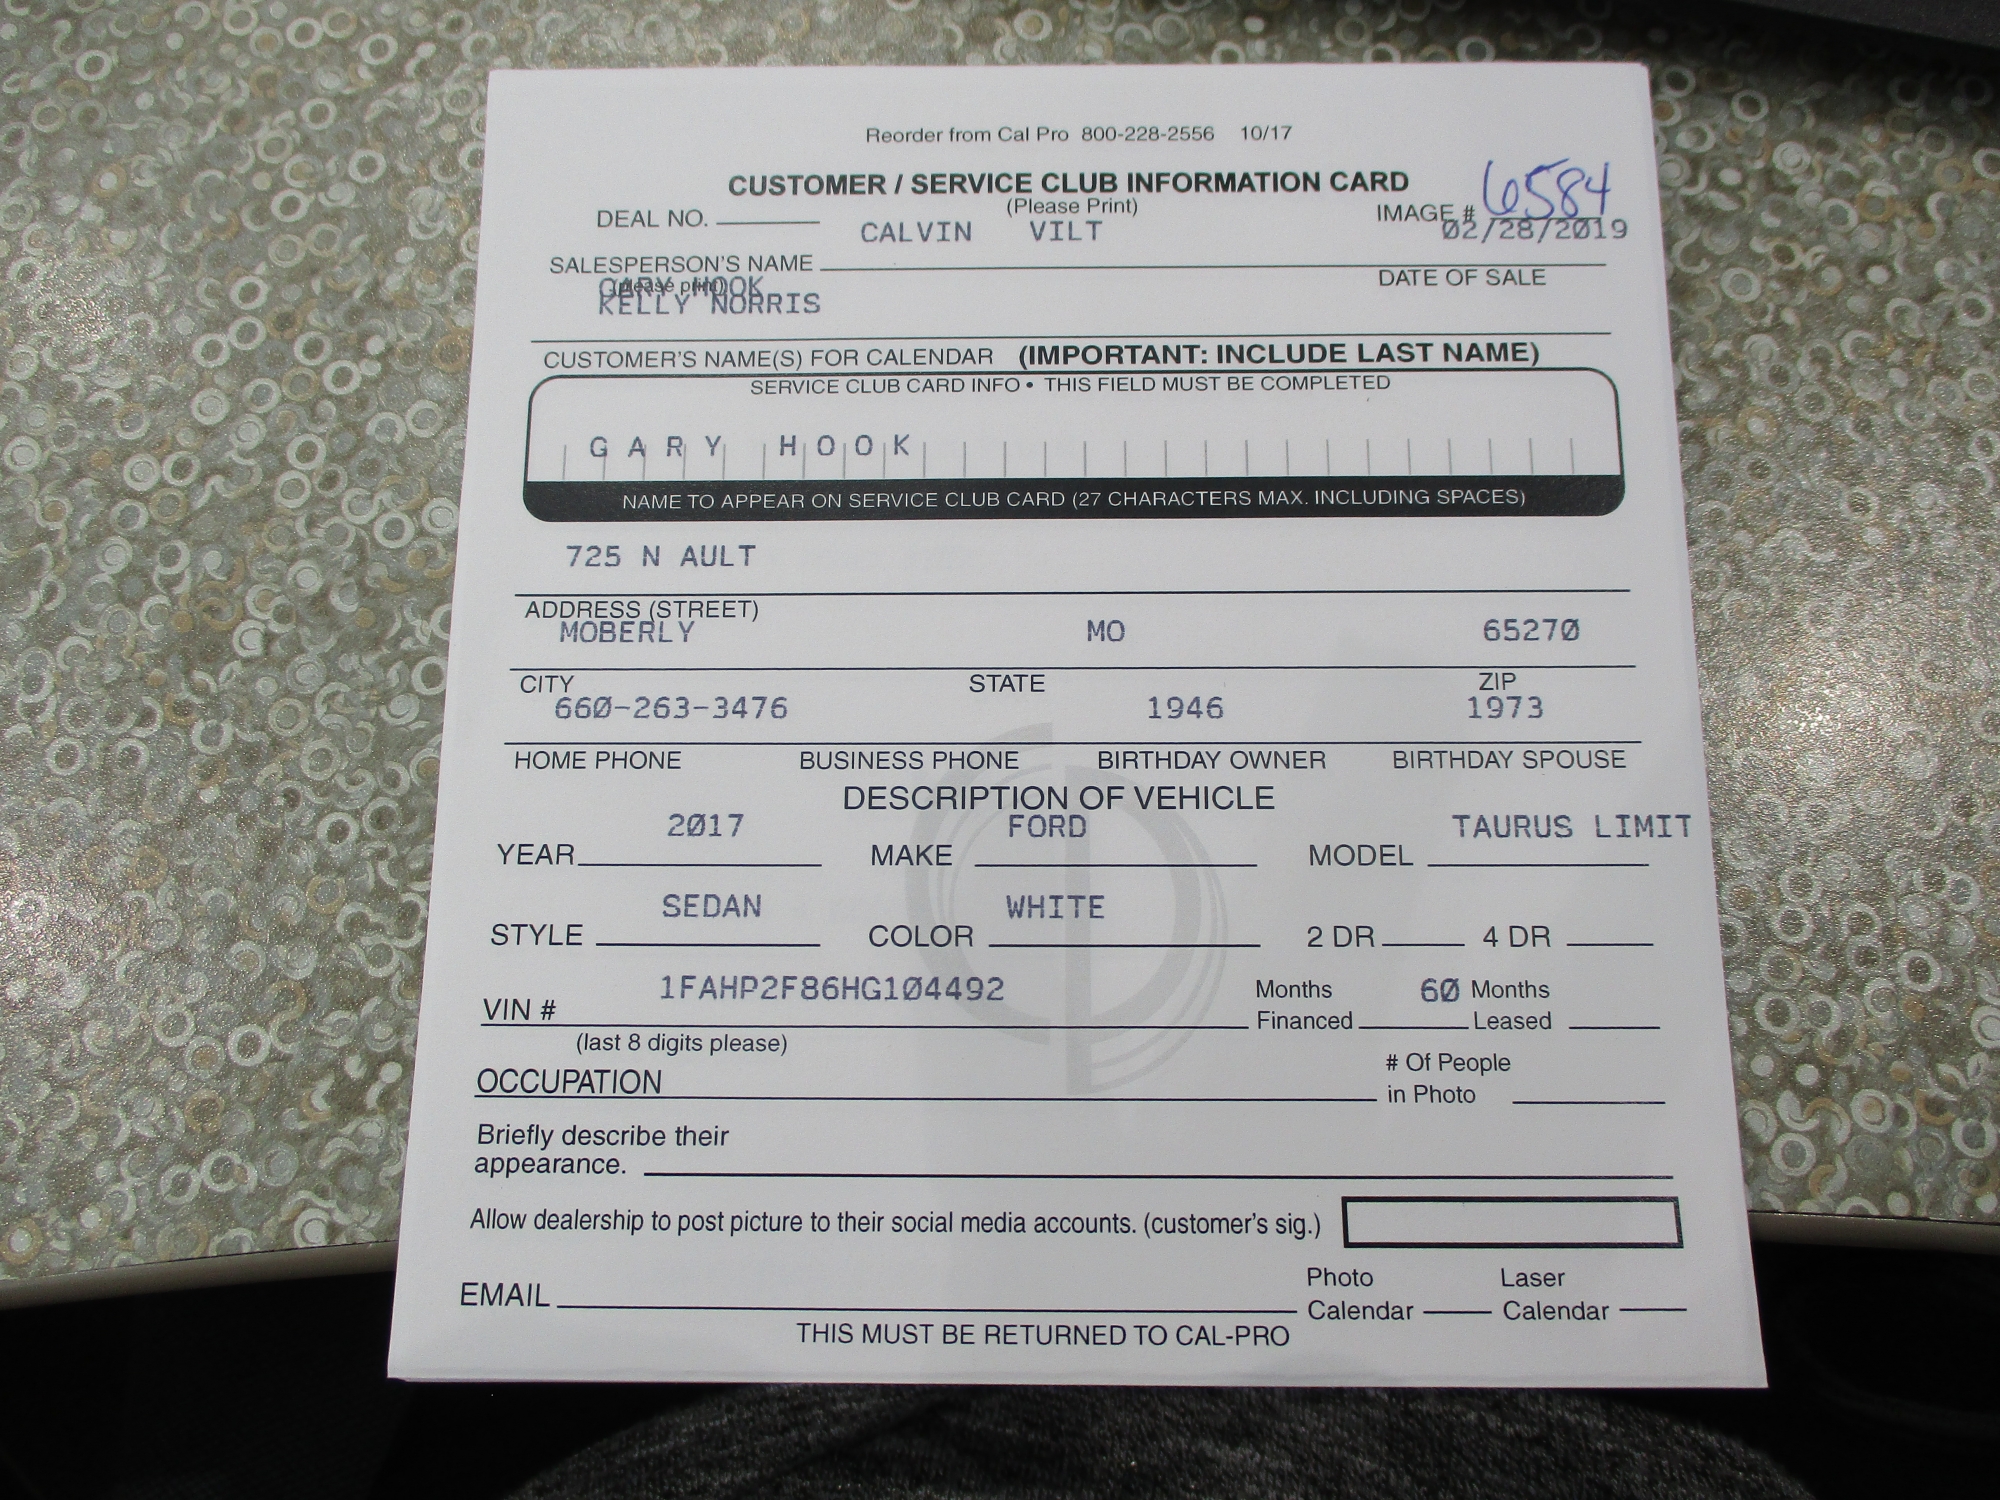 Reorder from Cal Pro 800-228-2556 10/17
CUSTOMER / SERVICE CLUB INFORMATION CARD
(Please Print)
DEAL NO.
IMAGE # 6584
CALVIN VILT
02/28/2019
SALESPERSON'S NAME
DATE OF SALE
(please print)
GARY HOOK
KELLY NORRIS
CUSTOMER'S NAME(S) FOR CALENDAR (IMPORTANT: INCLUDE LAST NAME)
SERVICE CLUB CARD INFO • THIS FIELD MUST BE COMPLETED
GARY HOOK
NAME TO APPEAR ON SERVICE CLUB CARD (27 CHARACTERS MAX. INCLUDING SPACES)
725 N AULT
ADDRESS (STREET)
MOBERLY MO 65270
CITY STATE ZIP
660-263-3476 1946 1973
HOME PHONE BUSINESS PHONE BIRTHDAY OWNER BIRTHDAY SPOUSE
DESCRIPTION OF VEHICLE
2017 FORD TAURUS LIMIT
YEAR MAKE MODEL
SEDAN WHITE
STYLE COLOR 2 DR 4 DR
1FAHP2F86HG104492 Months 60 Months
VIN # Financed Leased
(last 8 digits please)
# Of People
OCCUPATION
in Photo
Briefly describe their
appearance.
Allow dealership to post picture to their social media accounts. (customer's sig.)
Photo Laser
EMAIL Calendar Calendar
THIS MUST BE RETURNED TO CAL-PRO